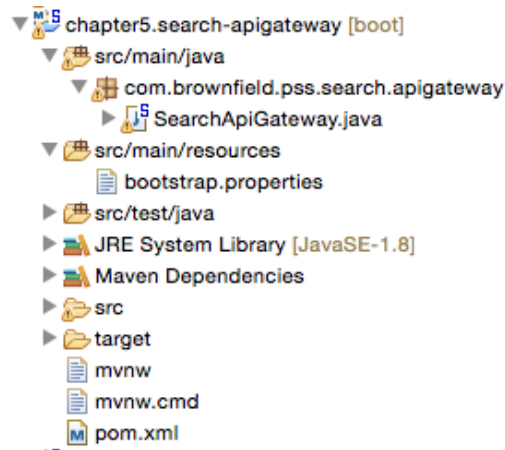 chapter5.search-apigateway [boot]
src/main/java
com.brownfield.pss.search.apigateway
SearchApiGateway.java
src/main/resources
bootstrap.properties
src/test/java
JRE System Library [JavaSE-1.8]
Maven Dependencies
src
target
mvnw
mvnw.cmd
pom.xml